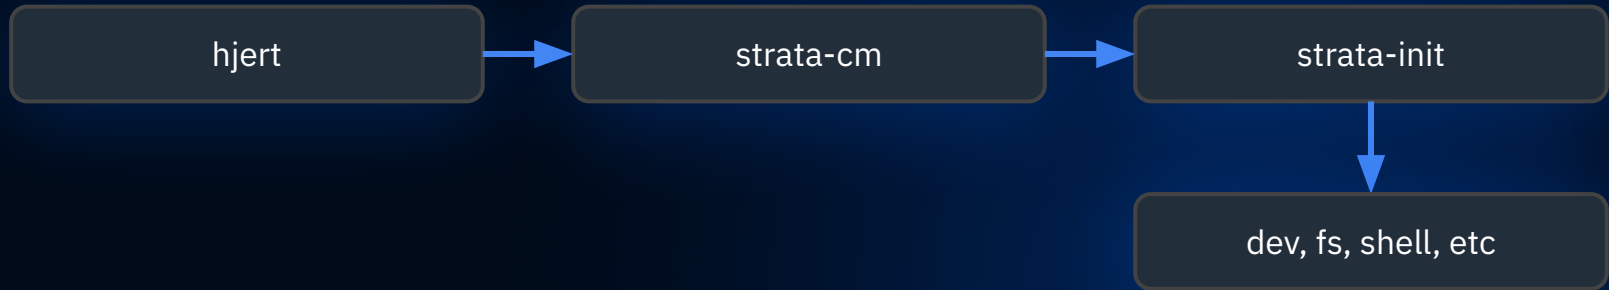 hjert
strata-cm
strata-init
dev, fs, shell, etc